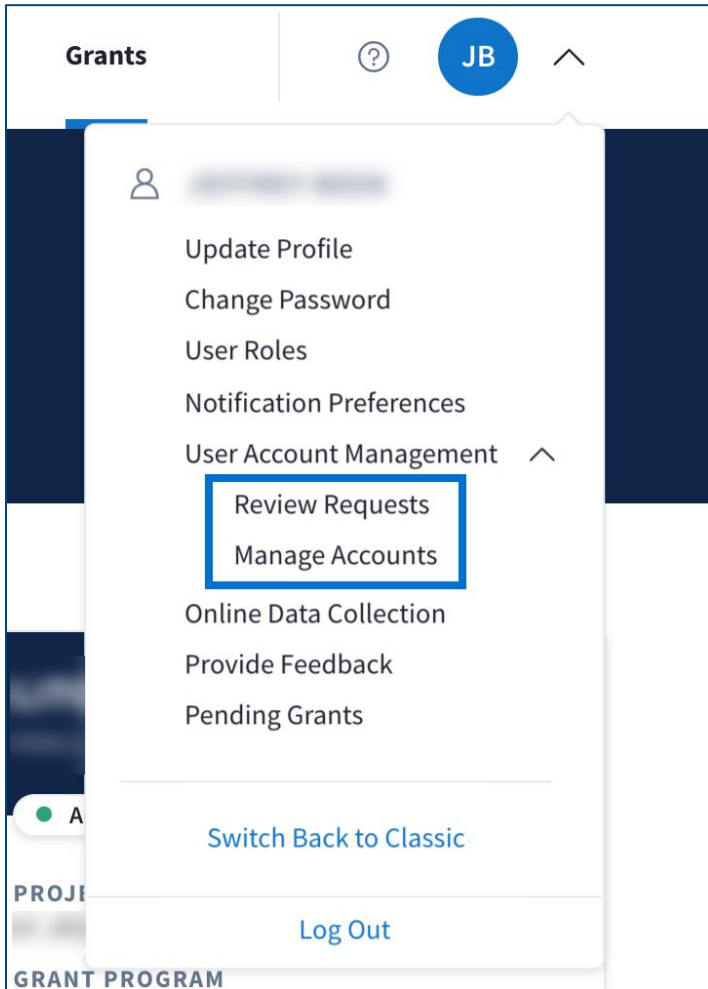 Grants
JB
Update Profile
Change Password
User Roles
Notification Preferences
User Account Management
Review Requests
Manage Accounts
Online Data Collection
Provide Feedback
Pending Grants
A
Switch Back to Classic
PROJE
Log Out
GRANT PROGRAM